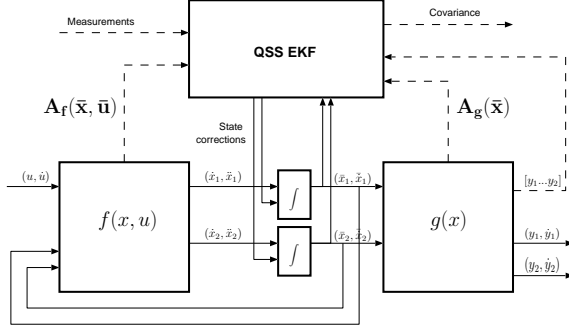 Measurements
Covariance
QSS EKF
A_f(x̄, ū)
A_g(x̄)
State
corrections
(u, u̇)
(ẋ₁, ẍ₁)
(x̄₁, x̄̇₁)
[y₁...y₂]
f(x, u)
∫
g(x)
(ẋ₂, ẍ₂)
(x̄₂, x̄̇₂)
(y₁, ẏ₁)
∫
(y₂, ẏ₂)